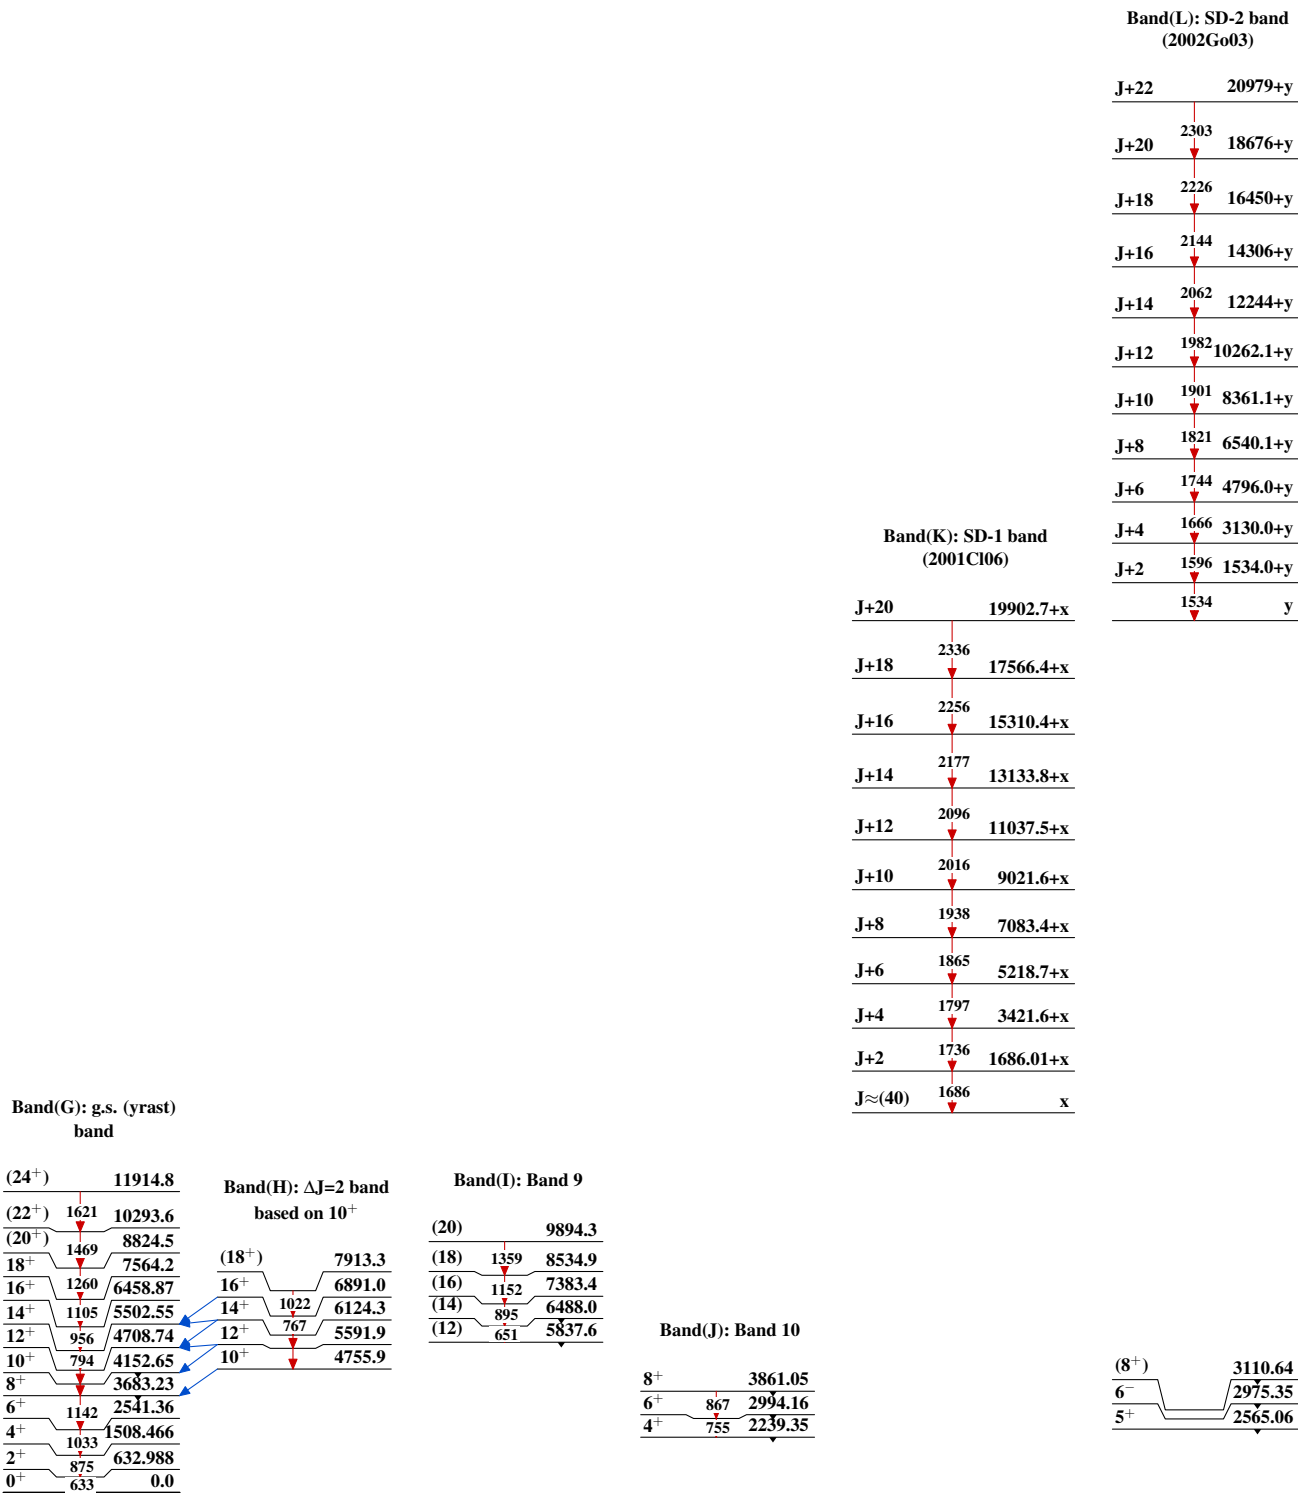 Band(L): SD-2 band
(2002Go03)
J+22 20979+y
2303
J+20 18676+y
2226
J+18 16450+y
2144
J+16 14306+y
2062
J+14 12244+y
1982
J+12 10262.1+y
1901
J+10 8361.1+y
1821
J+8 6540.1+y
1744
J+6 4796.0+y
1666
J+4 3130.0+y
1596
J+2 1534.0+y
1534
y
Band(K): SD-1 band
(2001Cl06)
J+20 19902.7+x
2336
J+18 17566.4+x
2256
J+16 15310.4+x
2177
J+14 13133.8+x
2096
J+12 11037.5+x
2016
J+10 9021.6+x
1938
J+8 7083.4+x
1865
J+6 5218.7+x
1797
J+4 3421.6+x
1736
J+2 1686.01+x
1686
J≈(40) x
Band(G): g.s. (yrast)
band
(24⁺) 11914.8
1621
(22⁺) 10293.6
1469
(20⁺) 8824.5
1260
18⁺ 7564.2
1105
16⁺ 6458.87
956
14⁺ 5502.55
794
12⁺ 4708.74
10⁺ 4152.65
8⁺ 3683.23
1142
6⁺ 2541.36
1033
4⁺ 1508.466
875
2⁺ 632.988
633
0⁺ 0.0
Band(H): ΔJ=2 band
based on 10⁺
(18⁺) 7913.3
1022
16⁺ 6891.0
767
14⁺ 6124.3
12⁺ 5591.9
10⁺ 4755.9
Band(I): Band 9
(20) 9894.3
1359
(18) 8534.9
1152
(16) 7383.4
895
(14) 6488.0
651
(12) 5837.6
Band(J): Band 10
8⁺ 3861.05
867
6⁺ 2994.16
755
4⁺ 2239.35
(8⁺) 3110.64
6⁻ 2975.35
5⁺ 2565.06